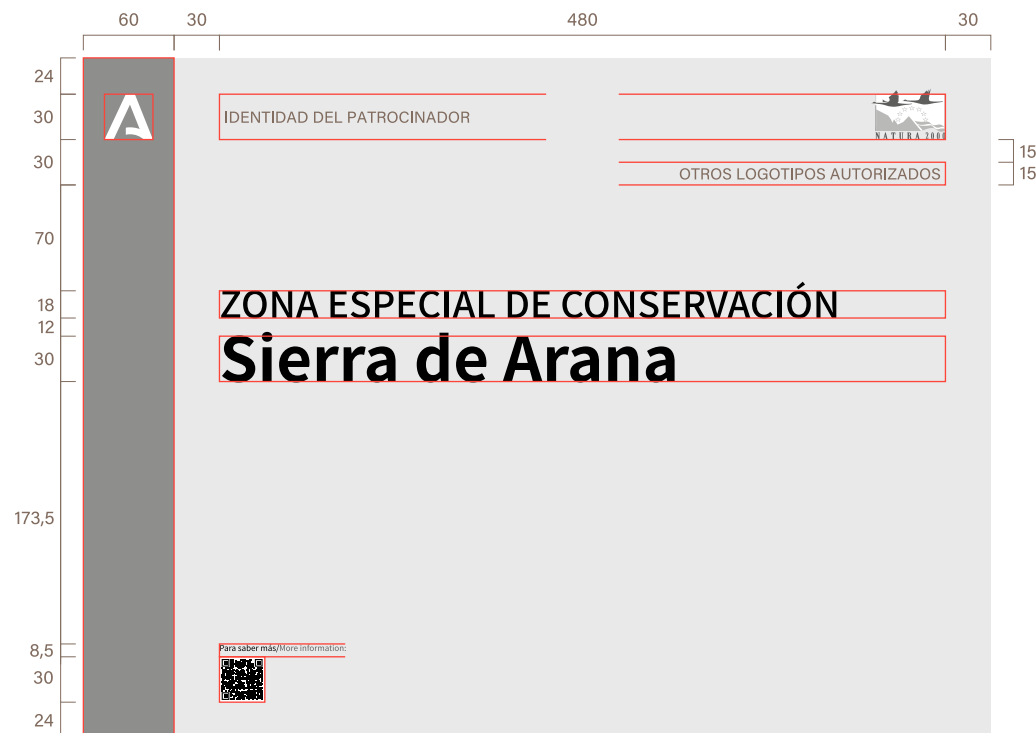 60 30 480 30
24
30
30
70
18
12
30
173,5
8,5
30
24
15
15
A
IDENTIDAD DEL PATROCINADOR
NATURA 2000
OTROS LOGOTIPOS AUTORIZADOS
ZONA ESPECIAL DE CONSERVACIÓN
Sierra de Arana
Para saber más/More information: